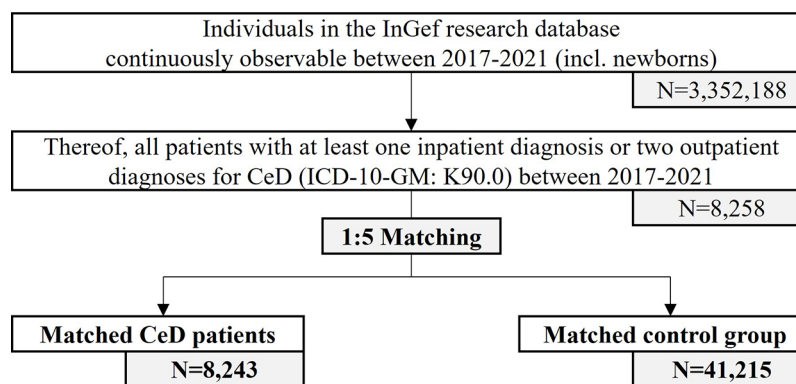 Individuals in the InGef research database
continuously observable between 2017-2021 (incl. newborns)
N=3,352,188
Thereof, all patients with at least one inpatient diagnosis or two outpatient
diagnoses for CeD (ICD-10-GM: K90.0) between 2017-2021
N=8,258
1:5 Matching
Matched CeD patients
N=8,243
Matched control group
N=41,215